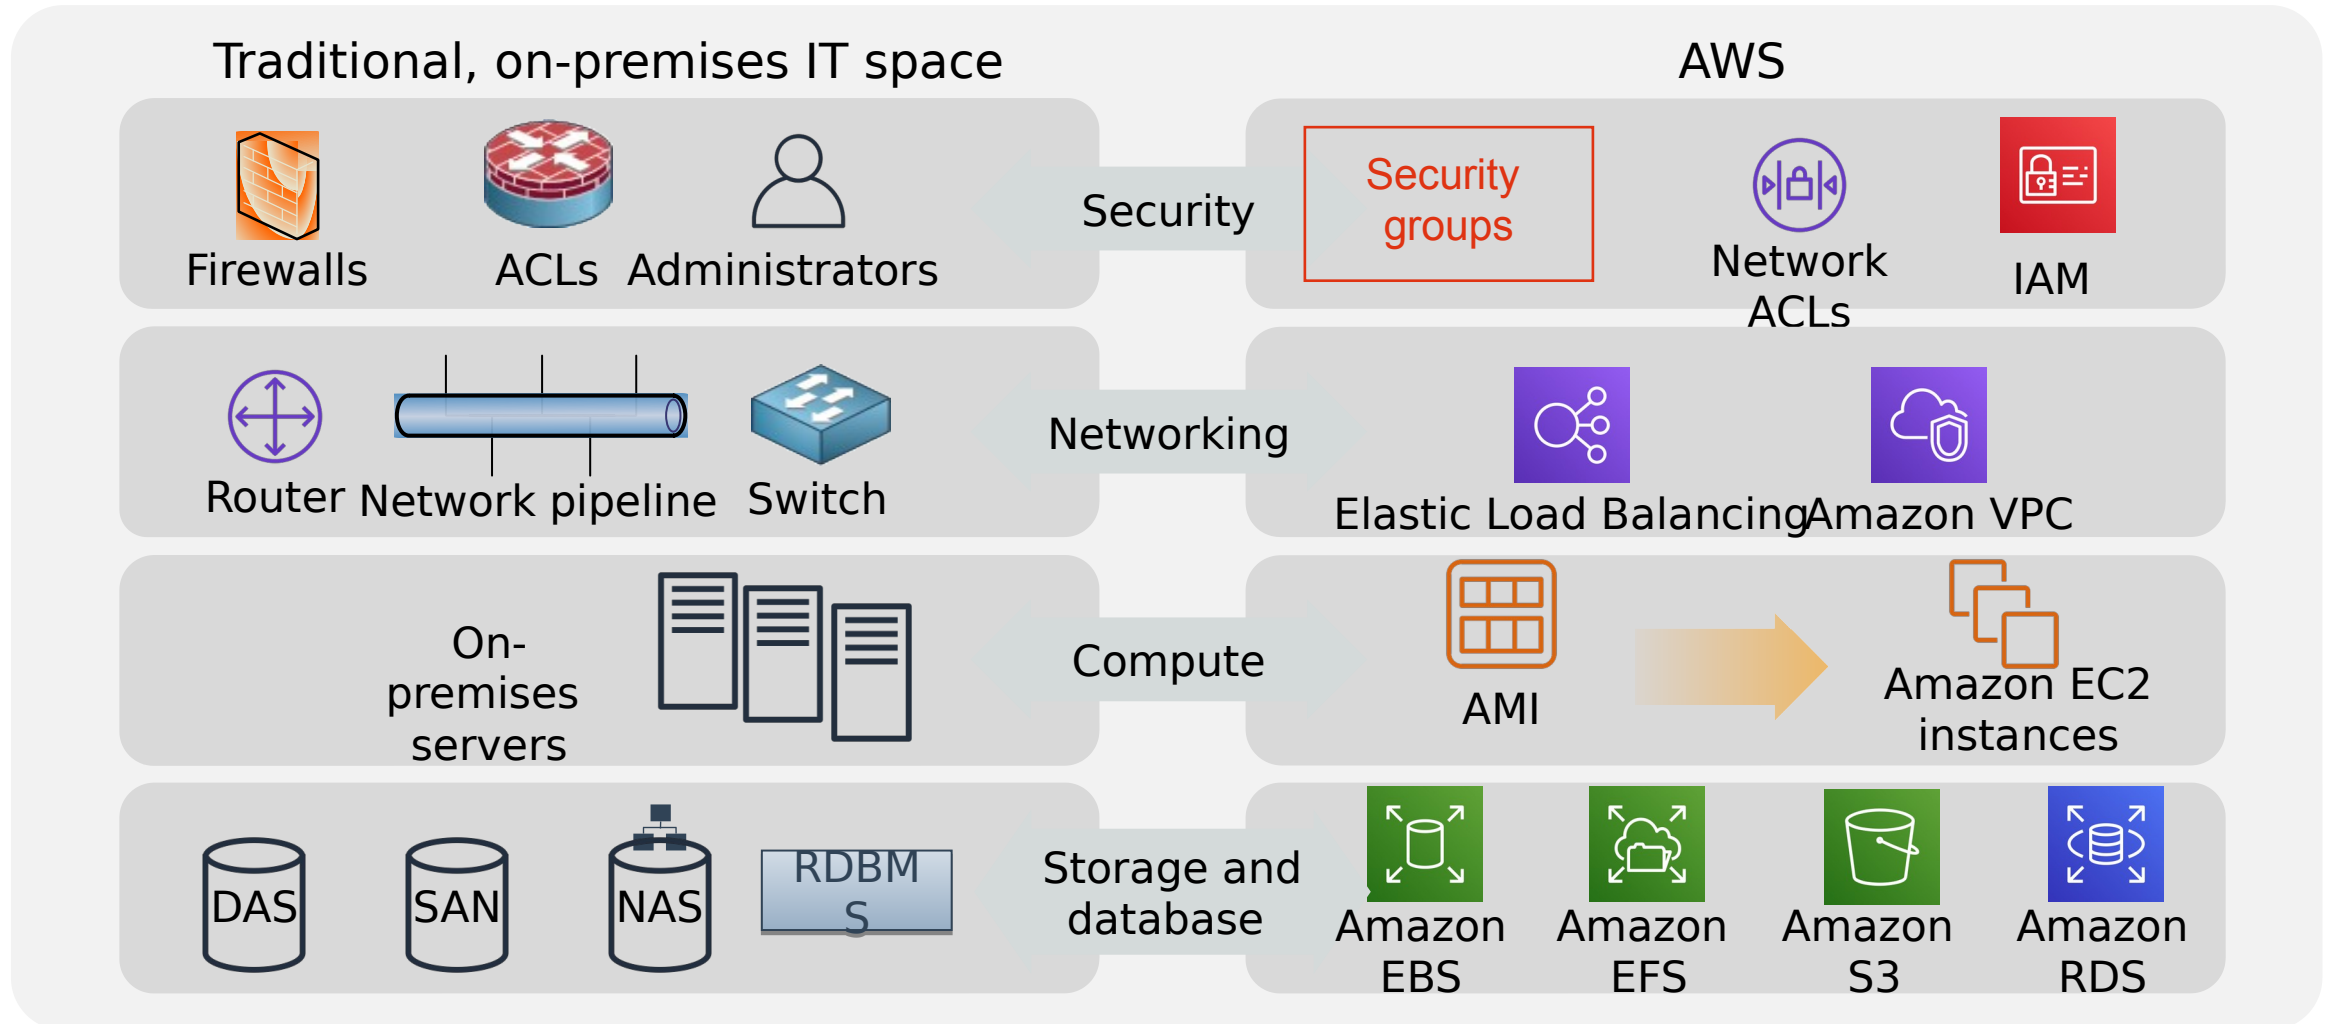 Traditional, on-premises IT space
AWS
Firewalls
ACLs
Administrators
Security
Security
groups
Network
ACLs
IAM
Router
Network pipeline
Switch
Networking
Elastic Load Balancing
Amazon VPC
On-
premises
servers
Compute
AMI
Amazon EC2
instances
DAS
SAN
NAS
RDBM
S
Storage and
database
Amazon
EBS
Amazon
EFS
Amazon
S3
Amazon
RDS